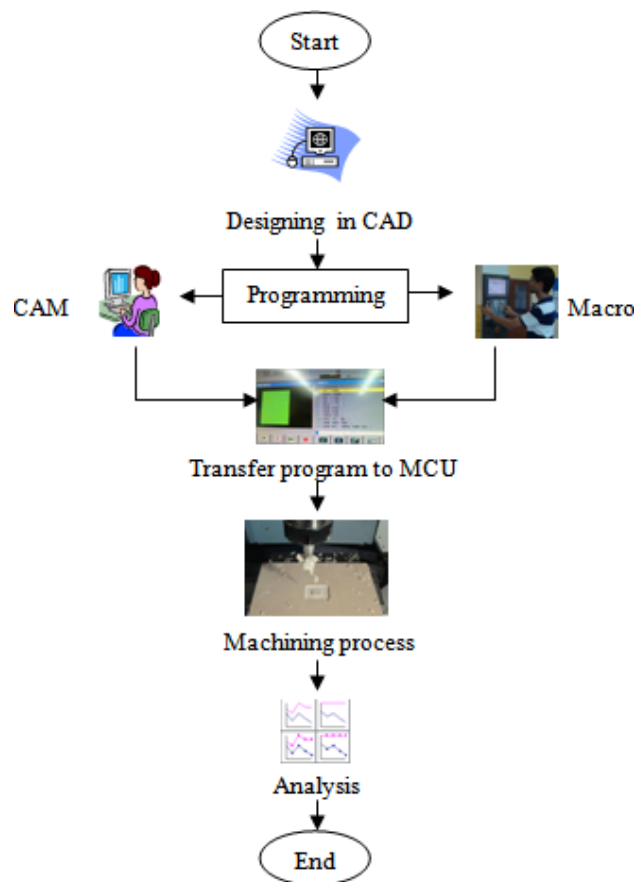 Start
Designing in CAD
CAM
Programming
Macro
Transfer program to MCU
Machining process
Analysis
End